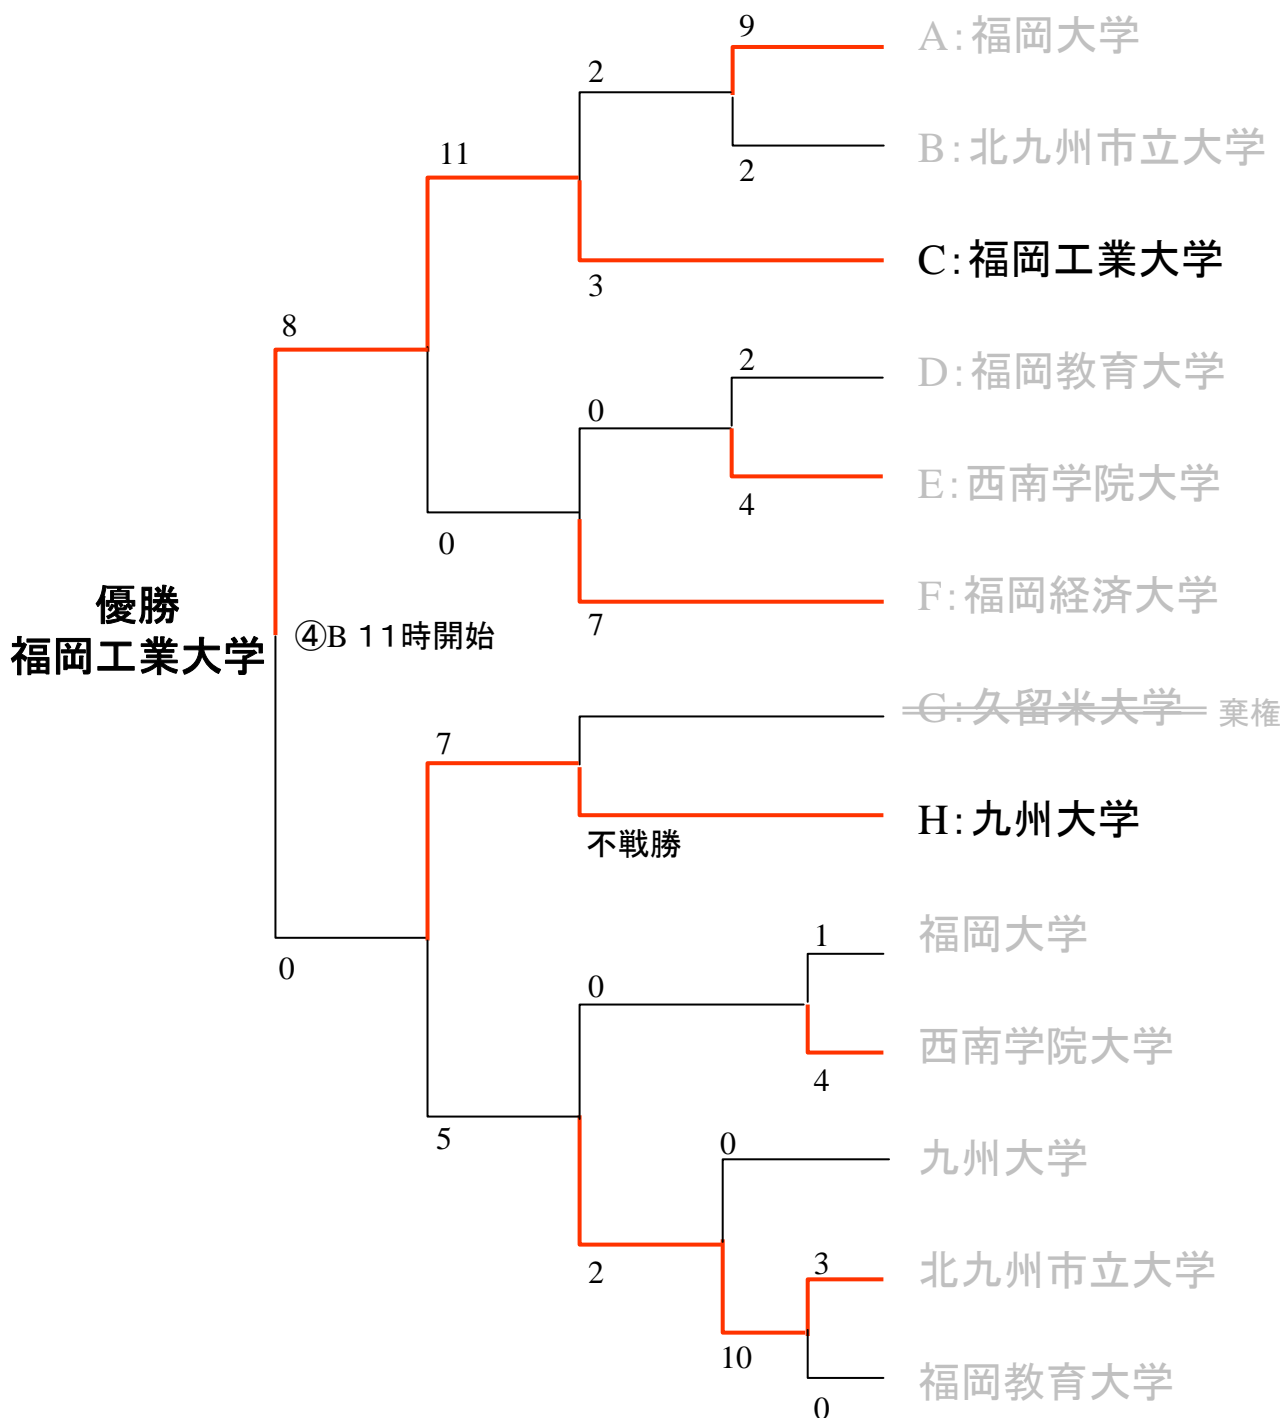 9
A：福岡大学
2
B：北九州市立大学
2
11
C：福岡工業大学
3
8
2
D：福岡教育大学
0
E：西南学院大学
4
0
F：福岡経済大学
7
優勝
福岡工業大学
④B 11時開始
G：久留米大学 棄権
7
H：九州大学
不戦勝
1
福岡大学
0
0
西南学院大学
4
5
0
九州大学
2
3
北九州市立大学
10
福岡教育大学
0